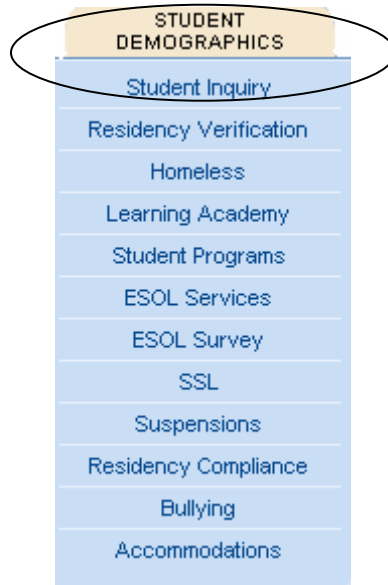 STUDENT
DEMOGRAPHICS
Student Inquiry
Residency Verification
Homeless
Learning Academy
Student Programs
ESOL Services
ESOL Survey
SSL
Suspensions
Residency Compliance
Bullying
Accommodations